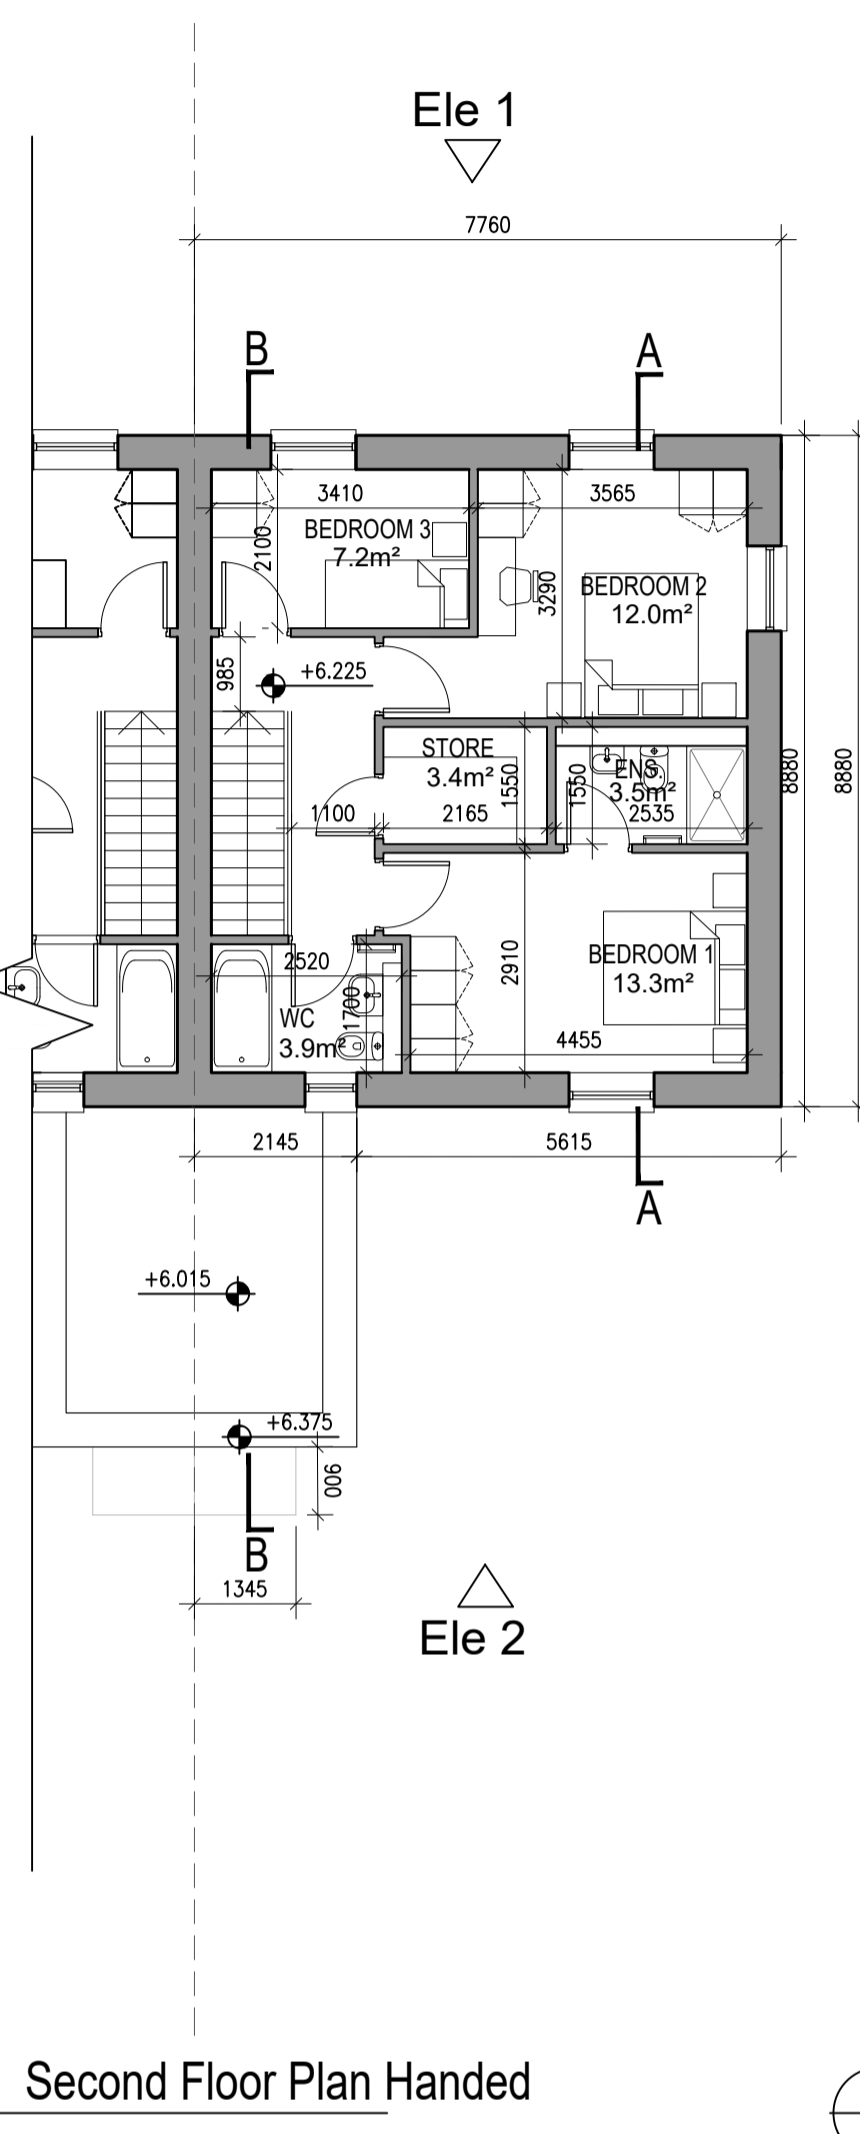 Ele 1
7760
B
A
3410
3565
BEDROOM 3
7.2m²
2100
3290
BEDROOM 2
12.0m²
985
+6.225
STORE
3.4m²
1550
1550
ENS.
3.5m²
8880
8880
1100
2165
2535
2910
BEDROOM 1
13.3m²
2520
1700
WC
3.9m²
4455
2145
5615
A
+6.015
+6.375
900
B
1345
Ele 2
Second Floor Plan Handed